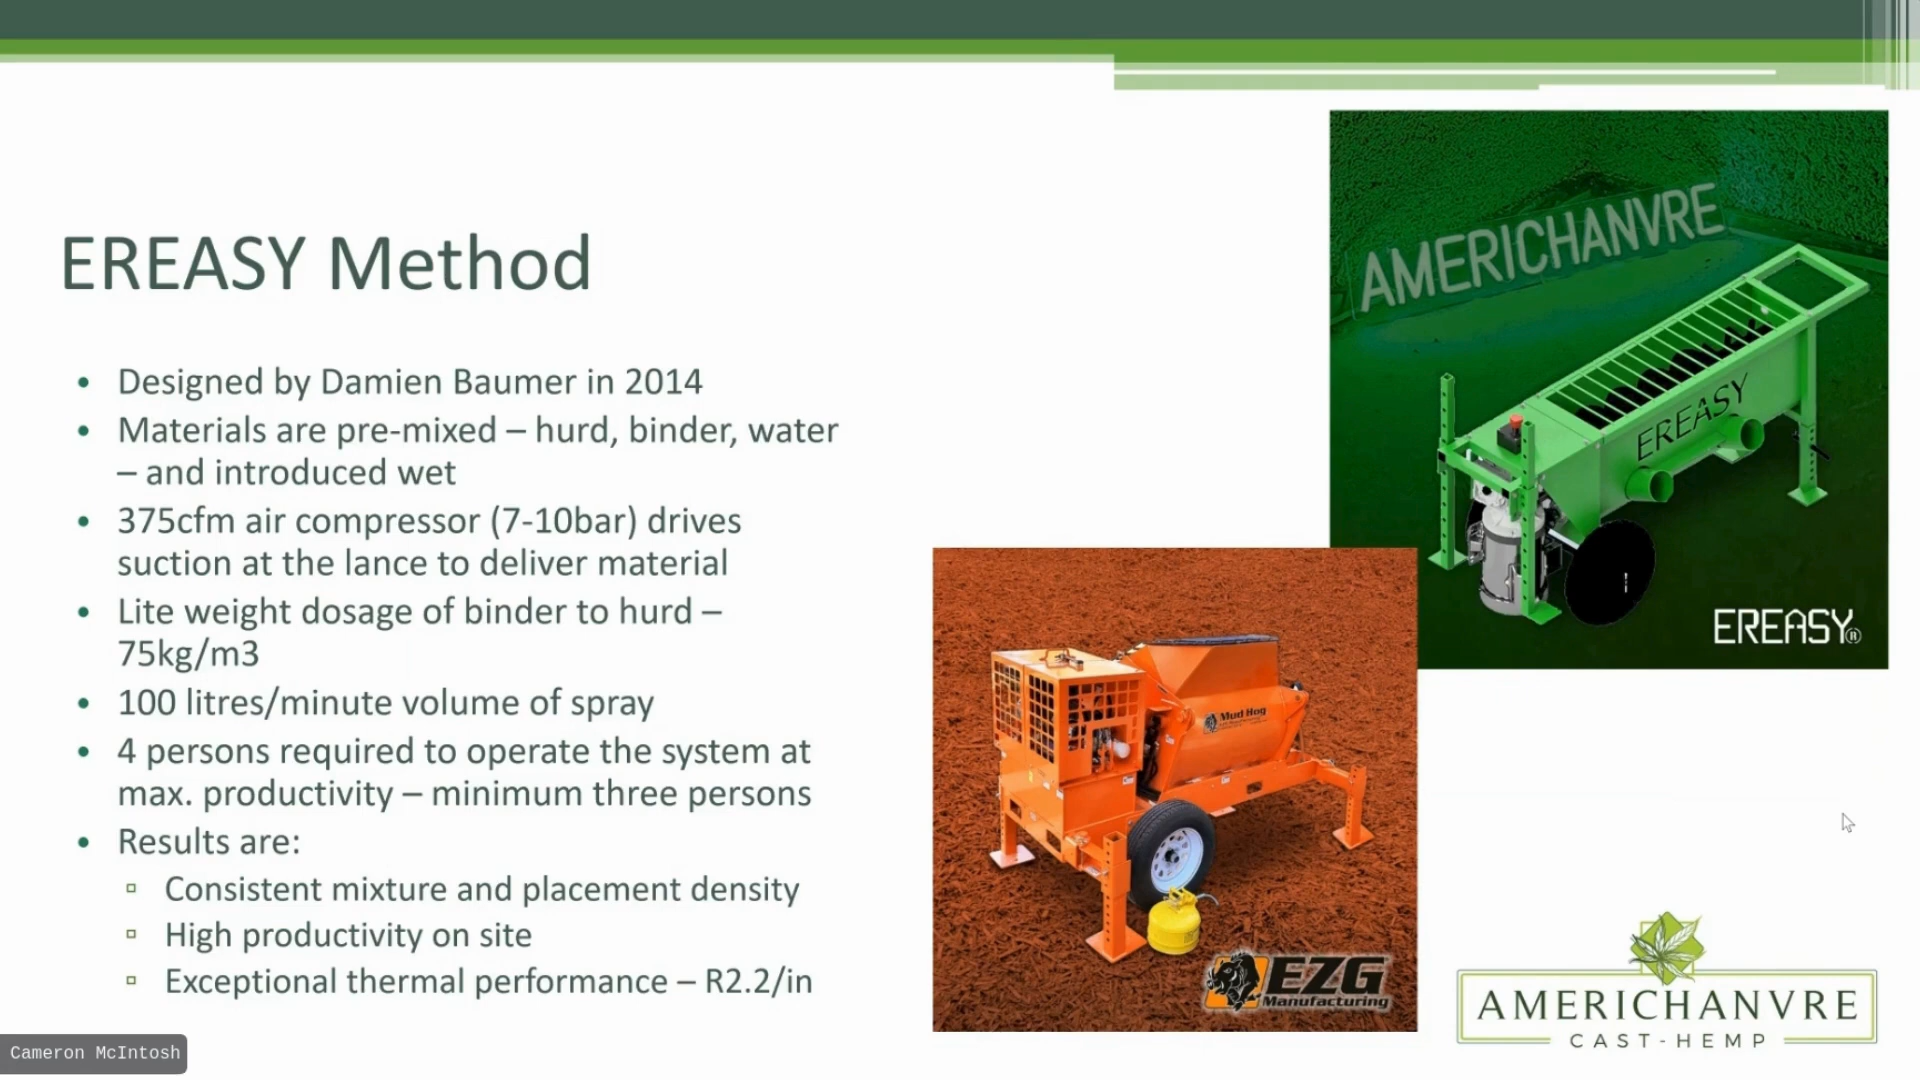 EREASY Method
• Designed by Damien Baumer in 2014
• Materials are pre-mixed – hurd, binder, water
– and introduced wet
• 375cfm air compressor (7-10bar) drives
suction at the lance to deliver material
• Lite weight dosage of binder to hurd –
75kg/m3
• 100 litres/minute volume of spray
• 4 persons required to operate the system at
max. productivity – minimum three persons
• Results are:
▫ Consistent mixture and placement density
▫ High productivity on site
▫ Exceptional thermal performance – R2.2/in
AMERICHANVRE
EREASY
EREASY®
Mud Hog
EZG
Manufacturing
AMERICHANVRE
CAST-HEMP
Cameron McIntosh